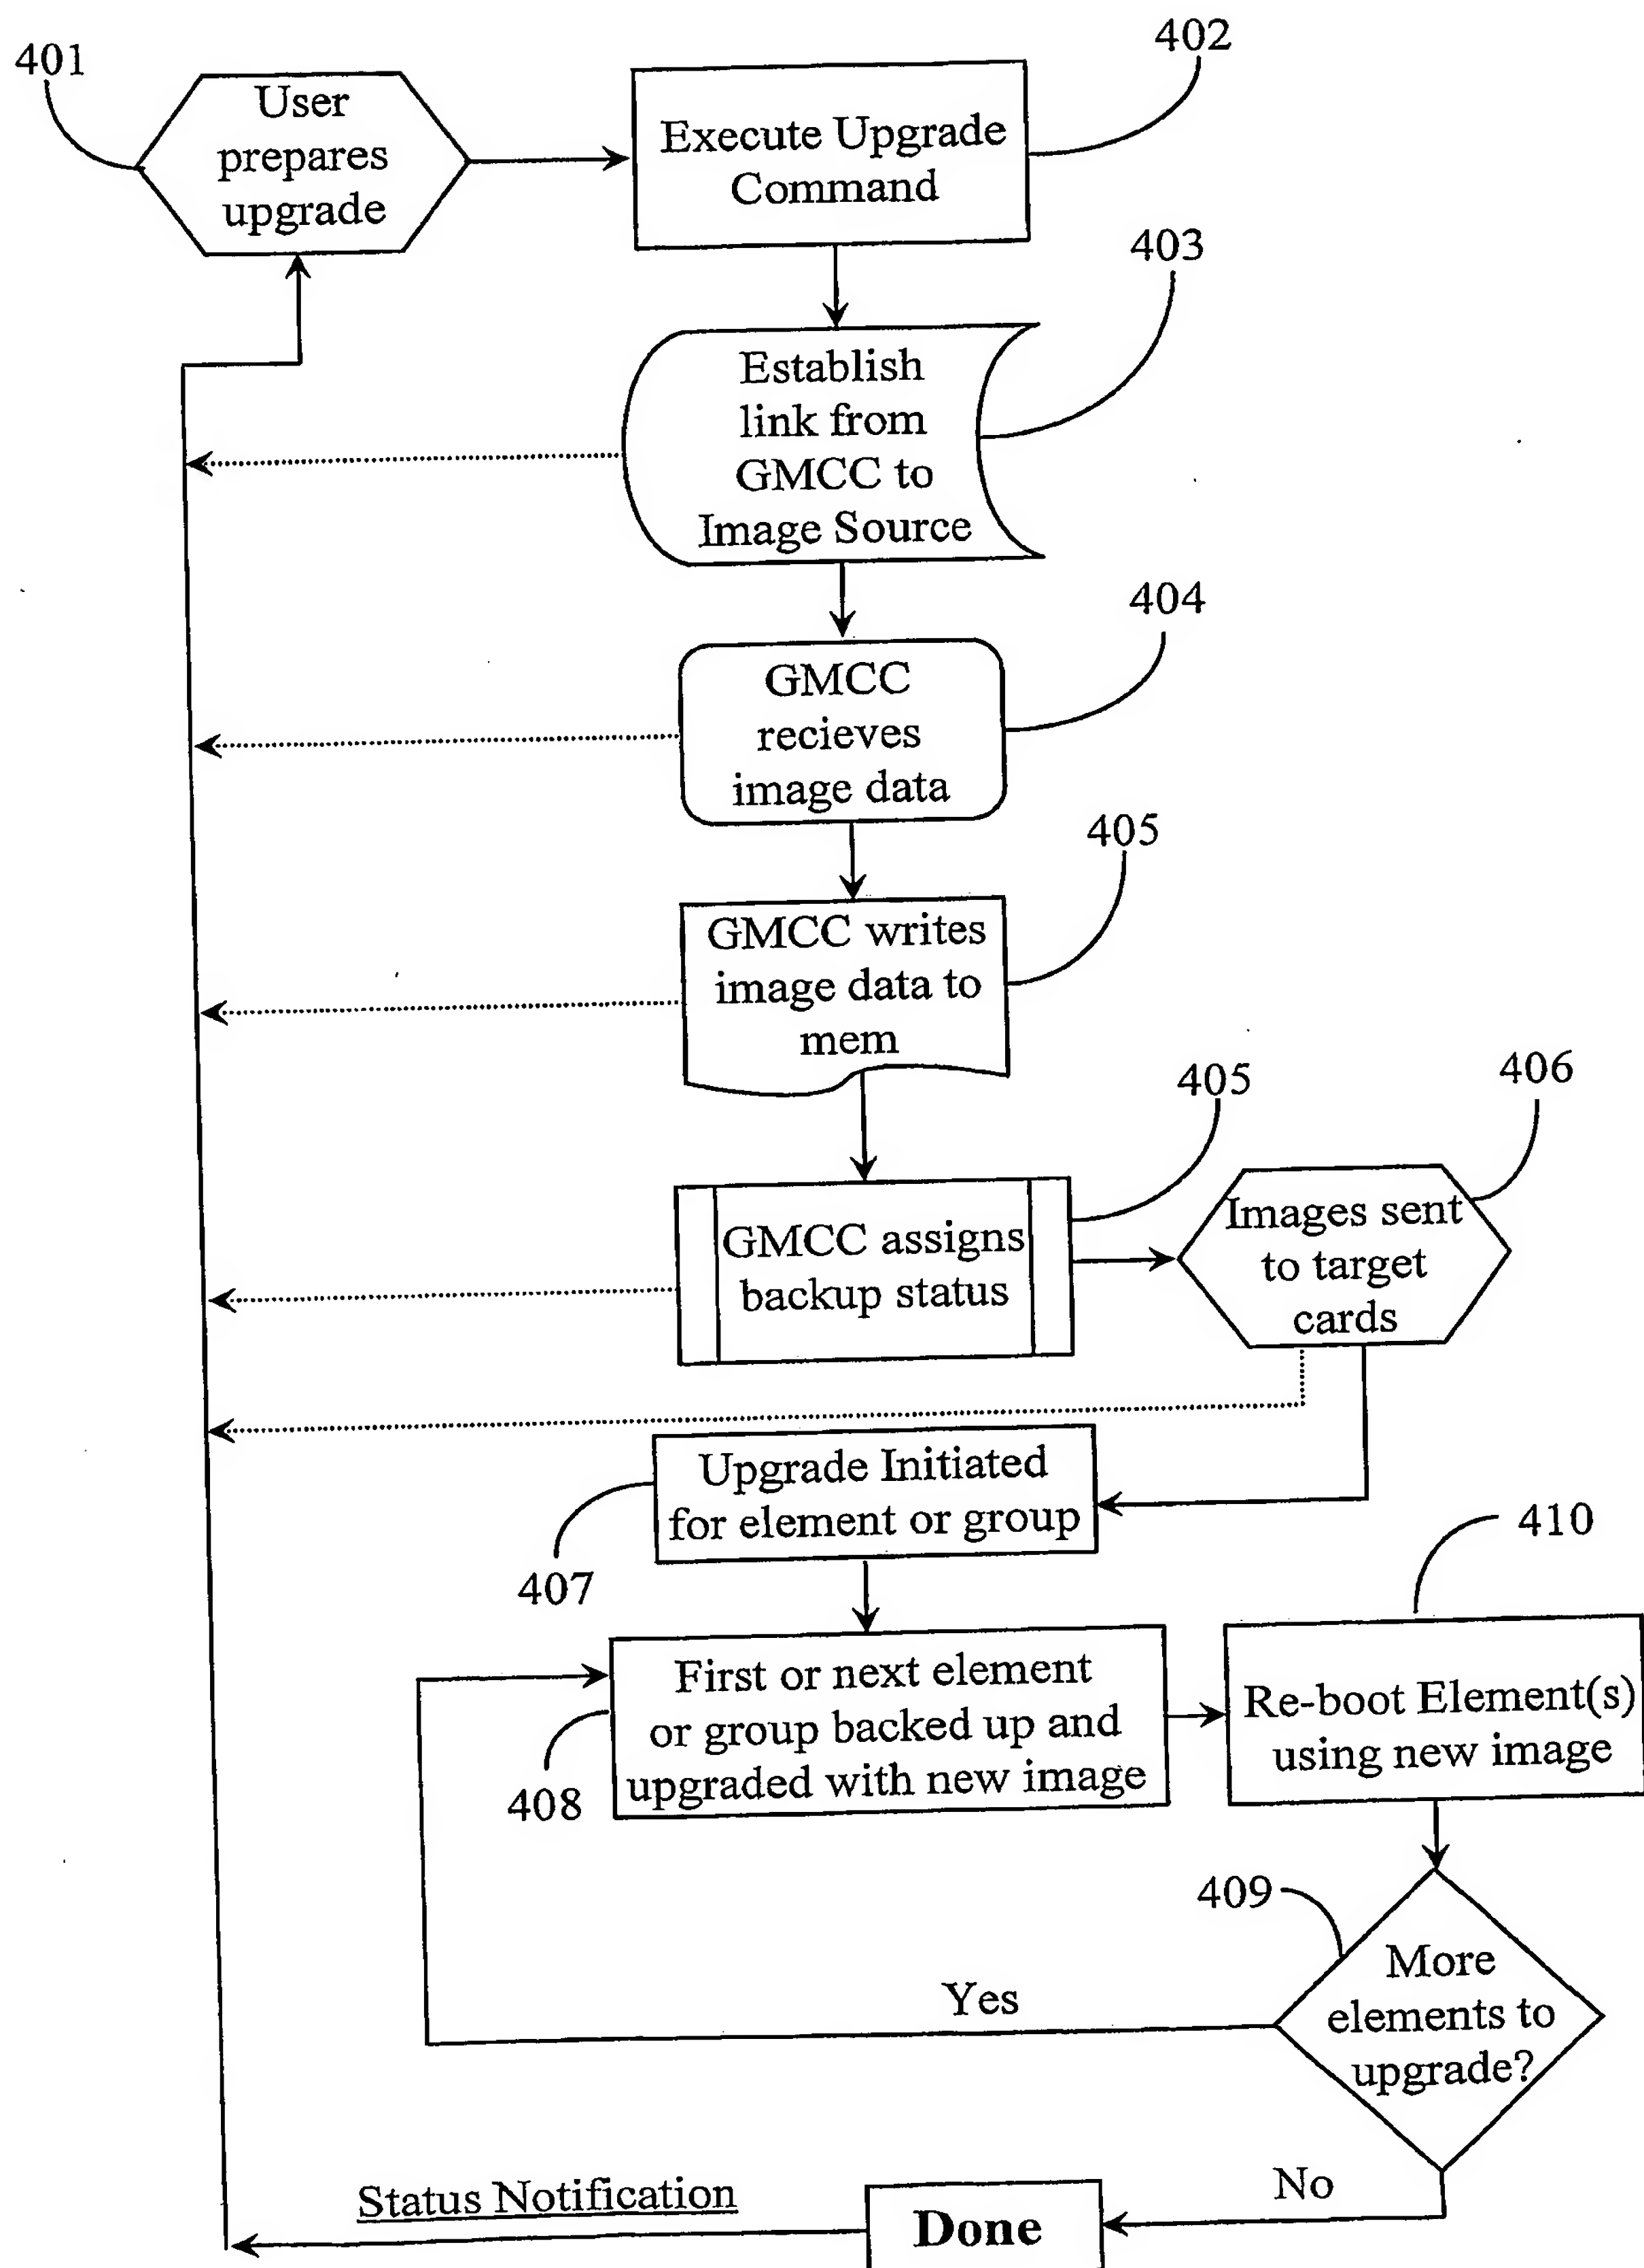 401
User
prepares
upgrade
402
Execute Upgrade
Command
403
Establish
link from
GMCC to
Image Source
404
GMCC
recieves
image data
405
GMCC writes
image data to
mem
405
GMCC assigns
backup status
406
Images sent
to target
cards
Upgrade Initiated
for element or group
407
410
First or next element
or group backed up and
upgraded with new image
408
Re-boot Element(s)
using new image
409
More
elements to
upgrade?
Yes
No
Status Notification
Done